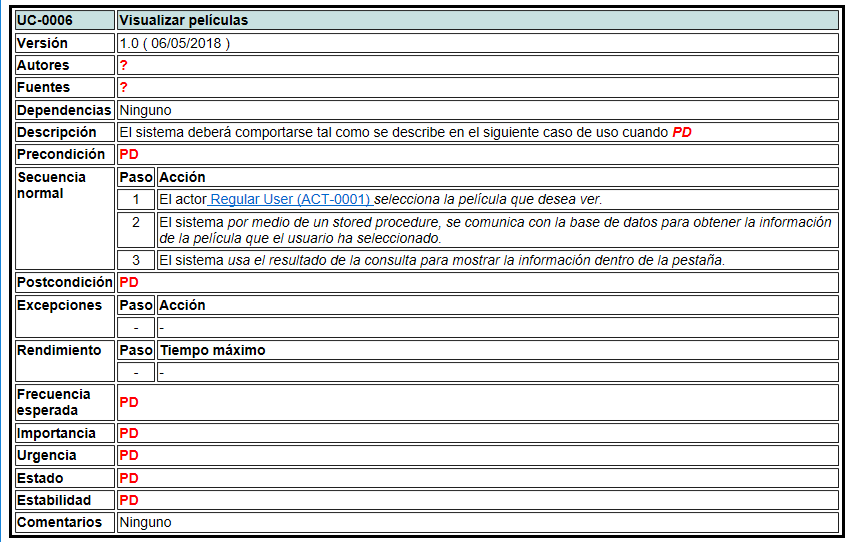 UC-0006 Visualizar películas
Versión 1.0 ( 06/05/2018 )
Autores ?
Fuentes ?
Dependencias Ninguno
Descripción El sistema deberá comportarse tal como se describe en el siguiente caso de uso cuando PD
Precondición PD
Secuencia normal Paso Acción
1 El actor Regular User (ACT-0001) selecciona la película que desea ver.
2 El sistema por medio de un stored procedure, se comunica con la base de datos para obtener la información
de la película que el usuario ha seleccionado.
3 El sistema usa el resultado de la consulta para mostrar la información dentro de la pestaña.
Postcondición PD
Excepciones Paso Acción
- -
Rendimiento Paso Tiempo máximo
- -
Frecuencia esperada PD
Importancia PD
Urgencia PD
Estado PD
Estabilidad PD
Comentarios Ninguno